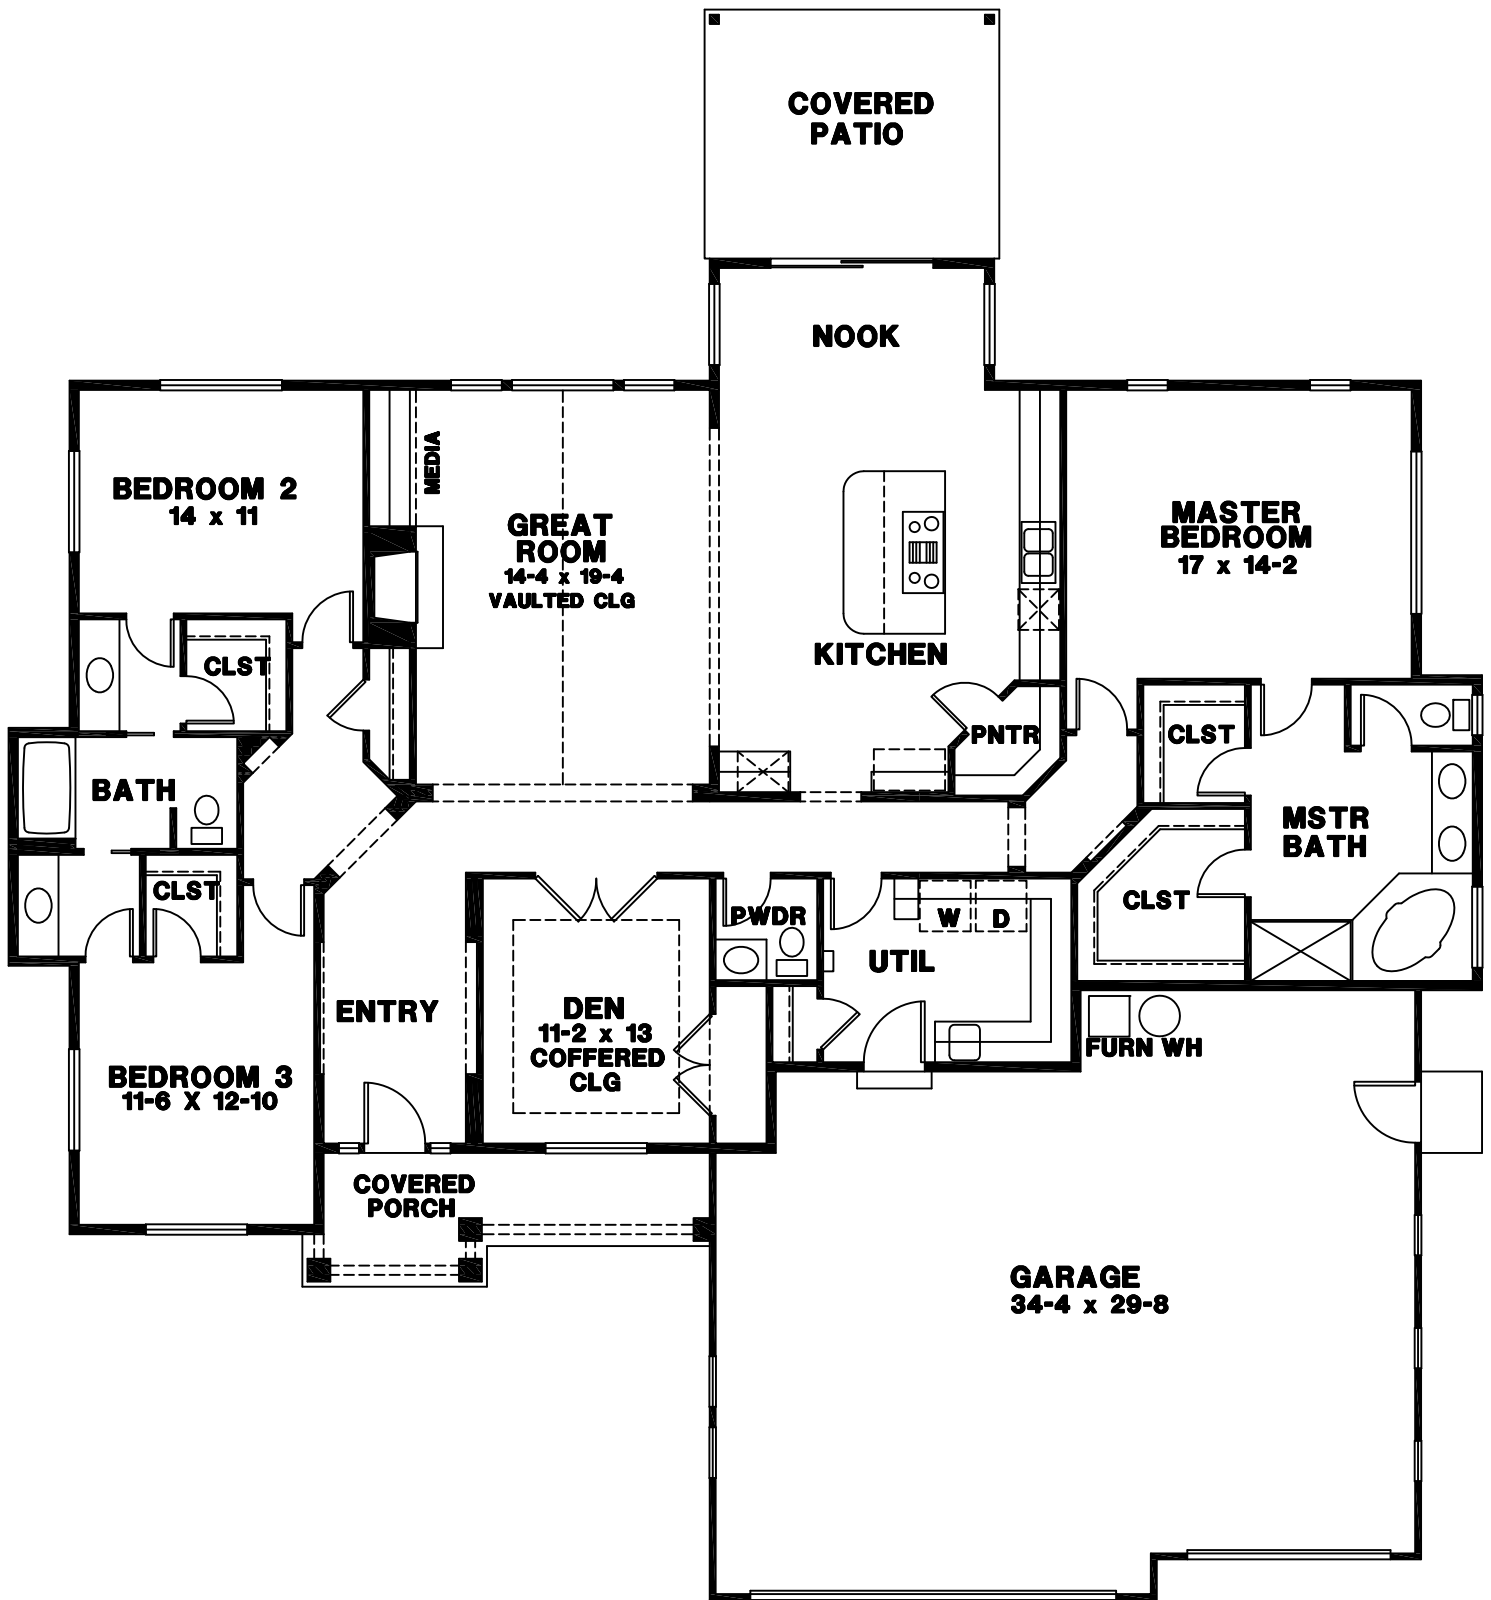 COVERED
PATIO
NOOK
MEDIA
BEDROOM 2
14 x 11
GREAT
ROOM
14-4 x 19-4
VAULTED CLG
MASTER
BEDROOM
17 x 14-2
KITCHEN
CLST
PNTR
CLST
BATH
MSTR
BATH
CLST
CLST
PWDR
W
D
UTIL
ENTRY
DEN
11-2 x 13
COFFERED
CLG
FURN WH
BEDROOM 3
11-6 X 12-10
COVERED
PORCH
GARAGE
34-4 x 29-8